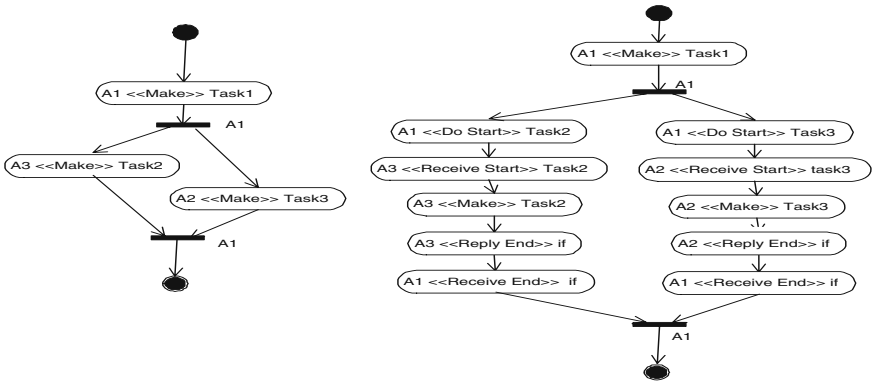 A1 <<Make>> Task1
A1
A3 <<Make>> Task2
A2 <<Make>> Task3
A1
A1 <<Make>> Task1
A1
A1 <<Do Start>> Task2
A3 <<Receive Start>> Task2
A3 <<Make>> Task2
A3 <<Reply End>> if
A1 <<Receive End>> if
A1 <<Do Start>> Task3
A2 <<Receive Start>> task3
A2 <<Make>> Task3
A2 <<Reply End>> if
A1 <<Receive End>> if
A1